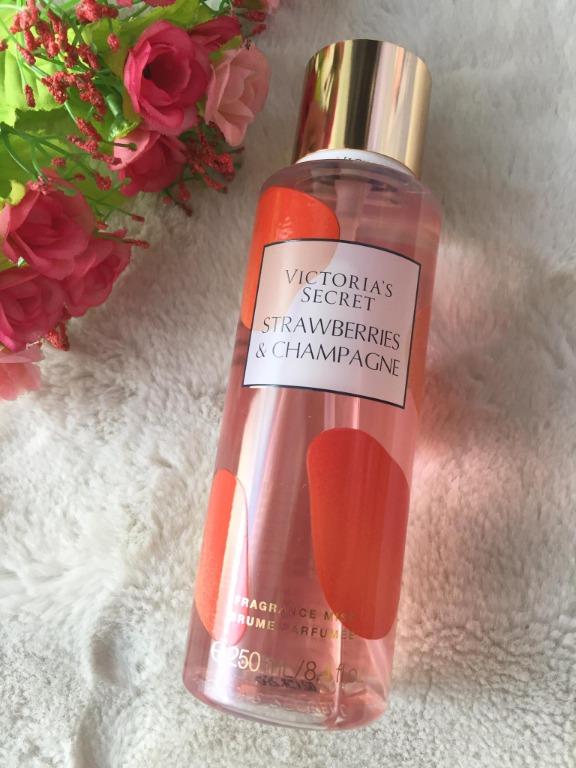 VICTORIA'S
SECRET
STRAWBERRIES
& CHAMPAGNE
FRAGRANCE MIST
BRUME PARFUMÉE
℮ 250 mL/8.4 fl oz